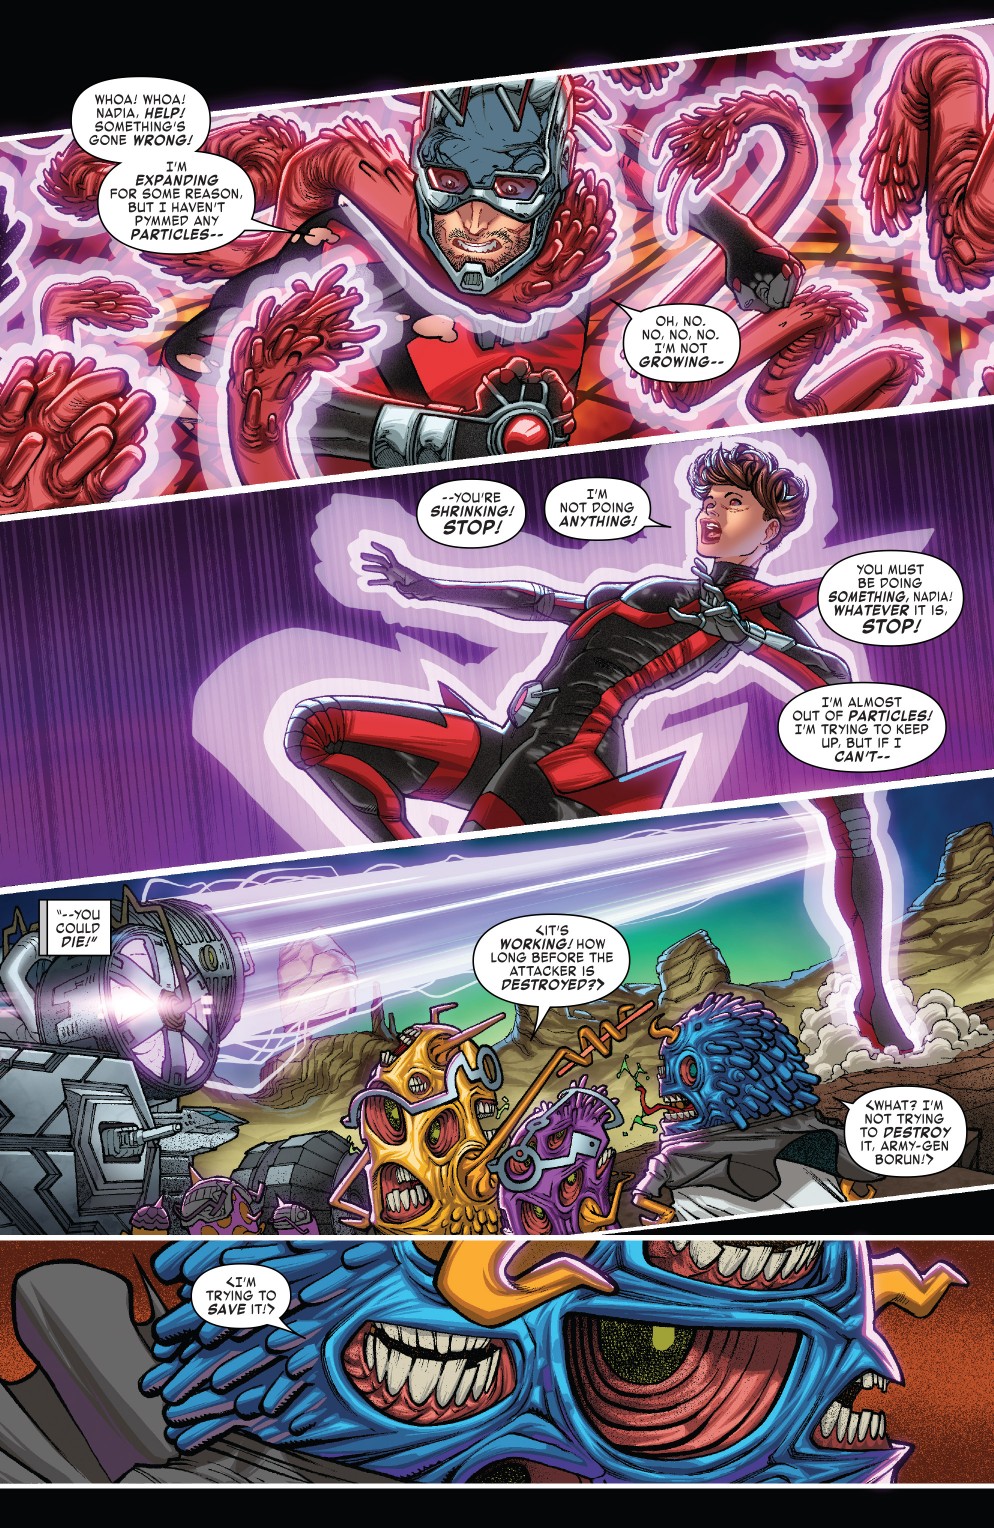 WHOA! WHOA!
NADIA, HELP!
SOMETHING'S
GONE WRONG!
I'M
EXPANDING
FOR SOME REASON,
BUT I HAVEN'T
PYMMED ANY
PARTICLES--
OH, NO.
NO, NO, NO.
I'M NOT
GROWING--
--YOU'RE
SHRINKING!
STOP!
I'M
NOT DOING
ANYTHING!
YOU MUST
BE DOING
SOMETHING, NADIA!
WHATEVER IT IS,
STOP!
I'M ALMOST
OUT OF PARTICLES!
I'M TRYING TO KEEP
UP, BUT IF I
CAN'T--
"--YOU
COULD
DIE!"
<IT'S
WORKING! HOW
LONG BEFORE THE
ATTACKER IS
DESTROYED?>
<WHAT? I'M
NOT TRYING
TO DESTROY
IT, ARMY-GEN
BORUN!>
<I'M
TRYING TO
SAVE IT!>